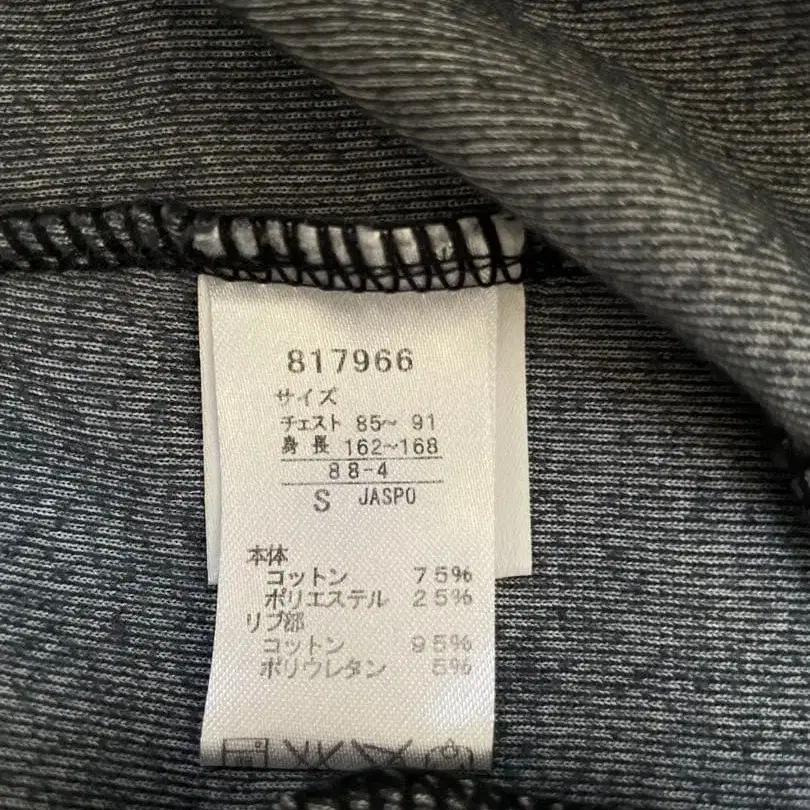 817966
サイズ
チェスト 85~ 91
身 長 162~168
88-4
S JASPO
本体
コットン 75%
ポリエステル 25%
リブ部
コットン 95%
ポリウレタン 5%